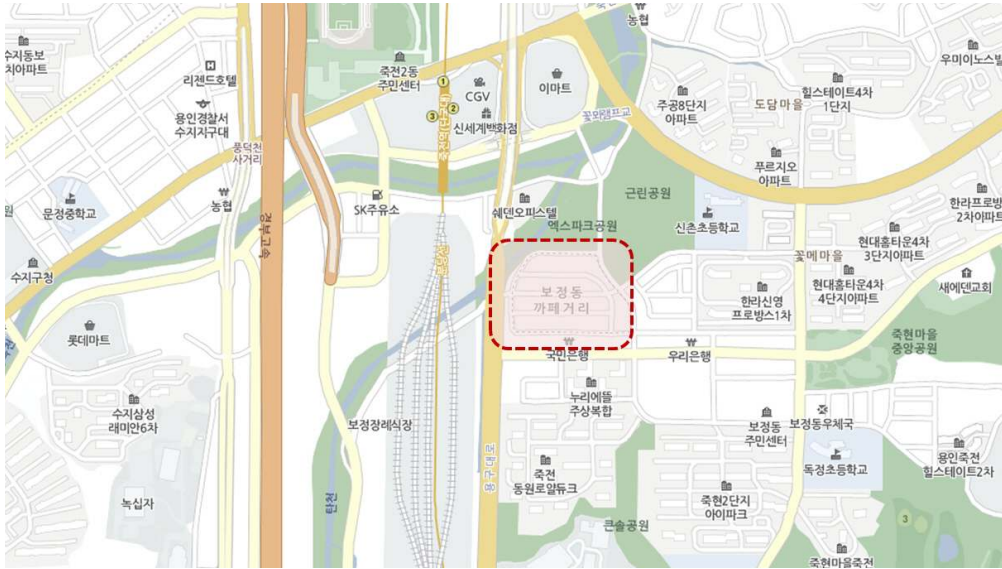 농협
수지동보
치아파트
리젠드호텔
죽전2동
주민센터
1
2
3
CGV
신세계백화점
이마트
꽃와램프교
주공8단지
아파트
힐스테이트4차
1단지
도담마을
우미이노스빌
용인경찰서
수지지구대
풍덕천
사거리
푸르지오
아파트
문정중학교
농협
SK주유소
쉐덴오피스텔
엑스파크공원
근린공원
신촌초등학교
한라프로방
2차아파트
경부고속
수지구청
보정동
까페거리
꽃메마을
현대홈타운4차
3단지아파트
현대홈타운4차
4단지아파트
새에덴교회
한라신영
프로방스1차
롯데마트
국민은행
우리은행
죽현마을
중앙공원
누리에뜰
주상복합
수지삼성
래미안6차
보정장례식장
용구대로
보정동
주민센터
보정동우체국
죽전
동원로얄듀크
독정초등학교
용인죽전
힐스테이트2차
녹십자
탄천
죽현2단지
아이파크
큰솔공원
3
죽현마을죽전